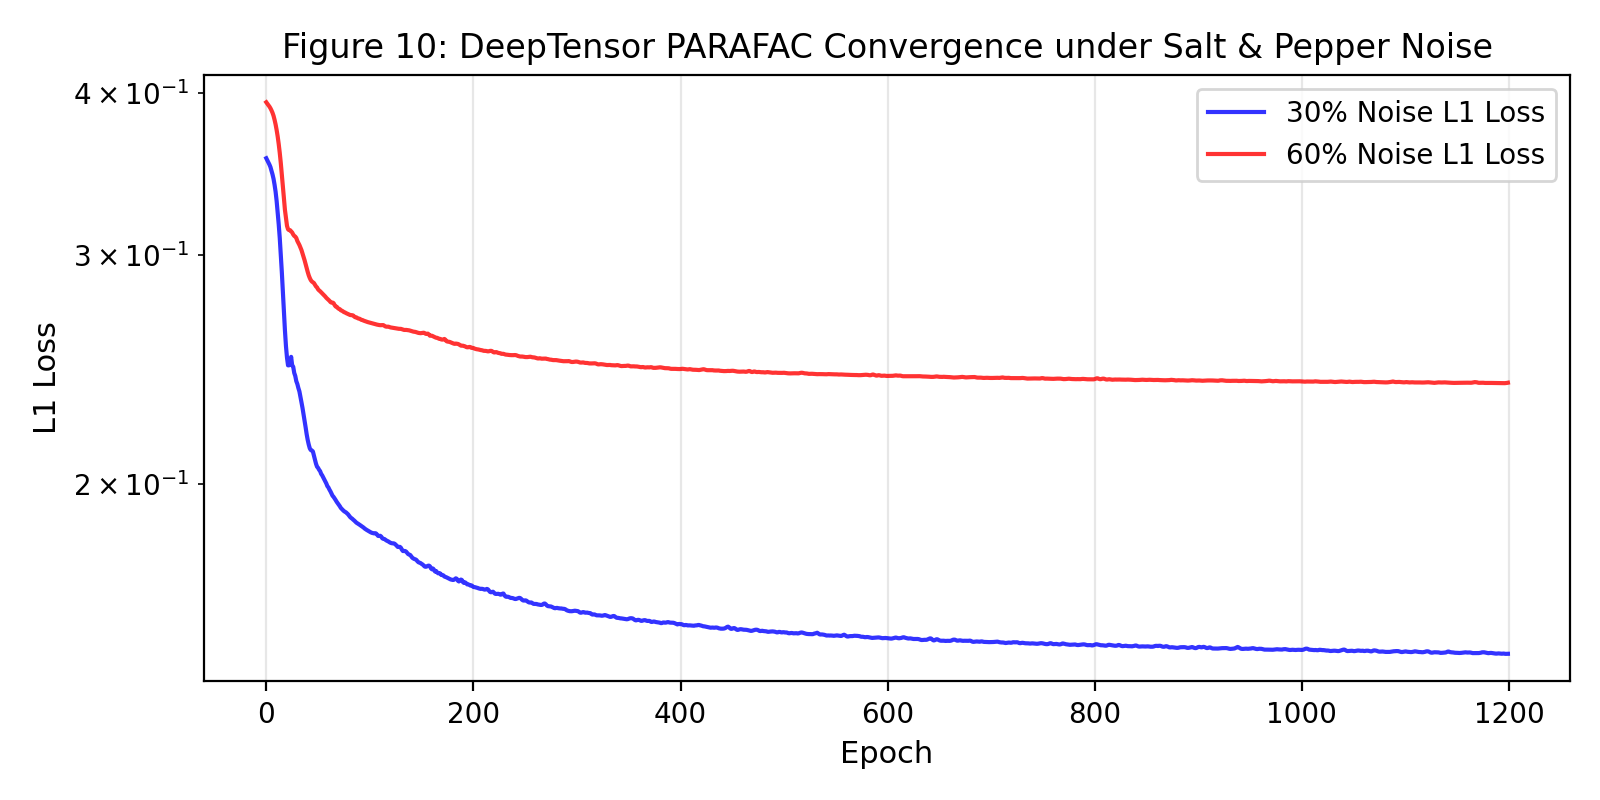 Figure 10: DeepTensor PARAFAC Convergence under Salt & Pepper Noise
4 × 10⁻¹
3 × 10⁻¹
2 × 10⁻¹
L1 Loss
30% Noise L1 Loss
60% Noise L1 Loss
0 200 400 600 800 1000 1200
Epoch